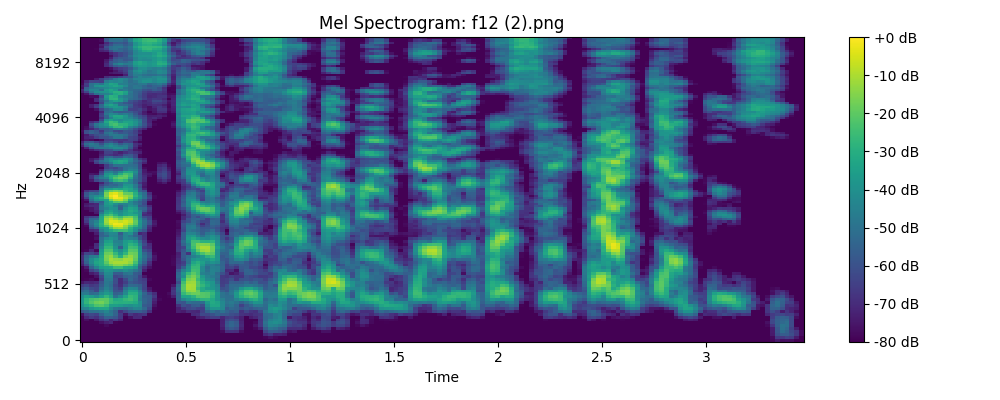 Mel Spectrogram: f12 (2).png
8192
4096
2048
1024
512
0
Hz
0
0.5
1
1.5
2
2.5
3
Time
+0 dB
-10 dB
-20 dB
-30 dB
-40 dB
-50 dB
-60 dB
-70 dB
-80 dB